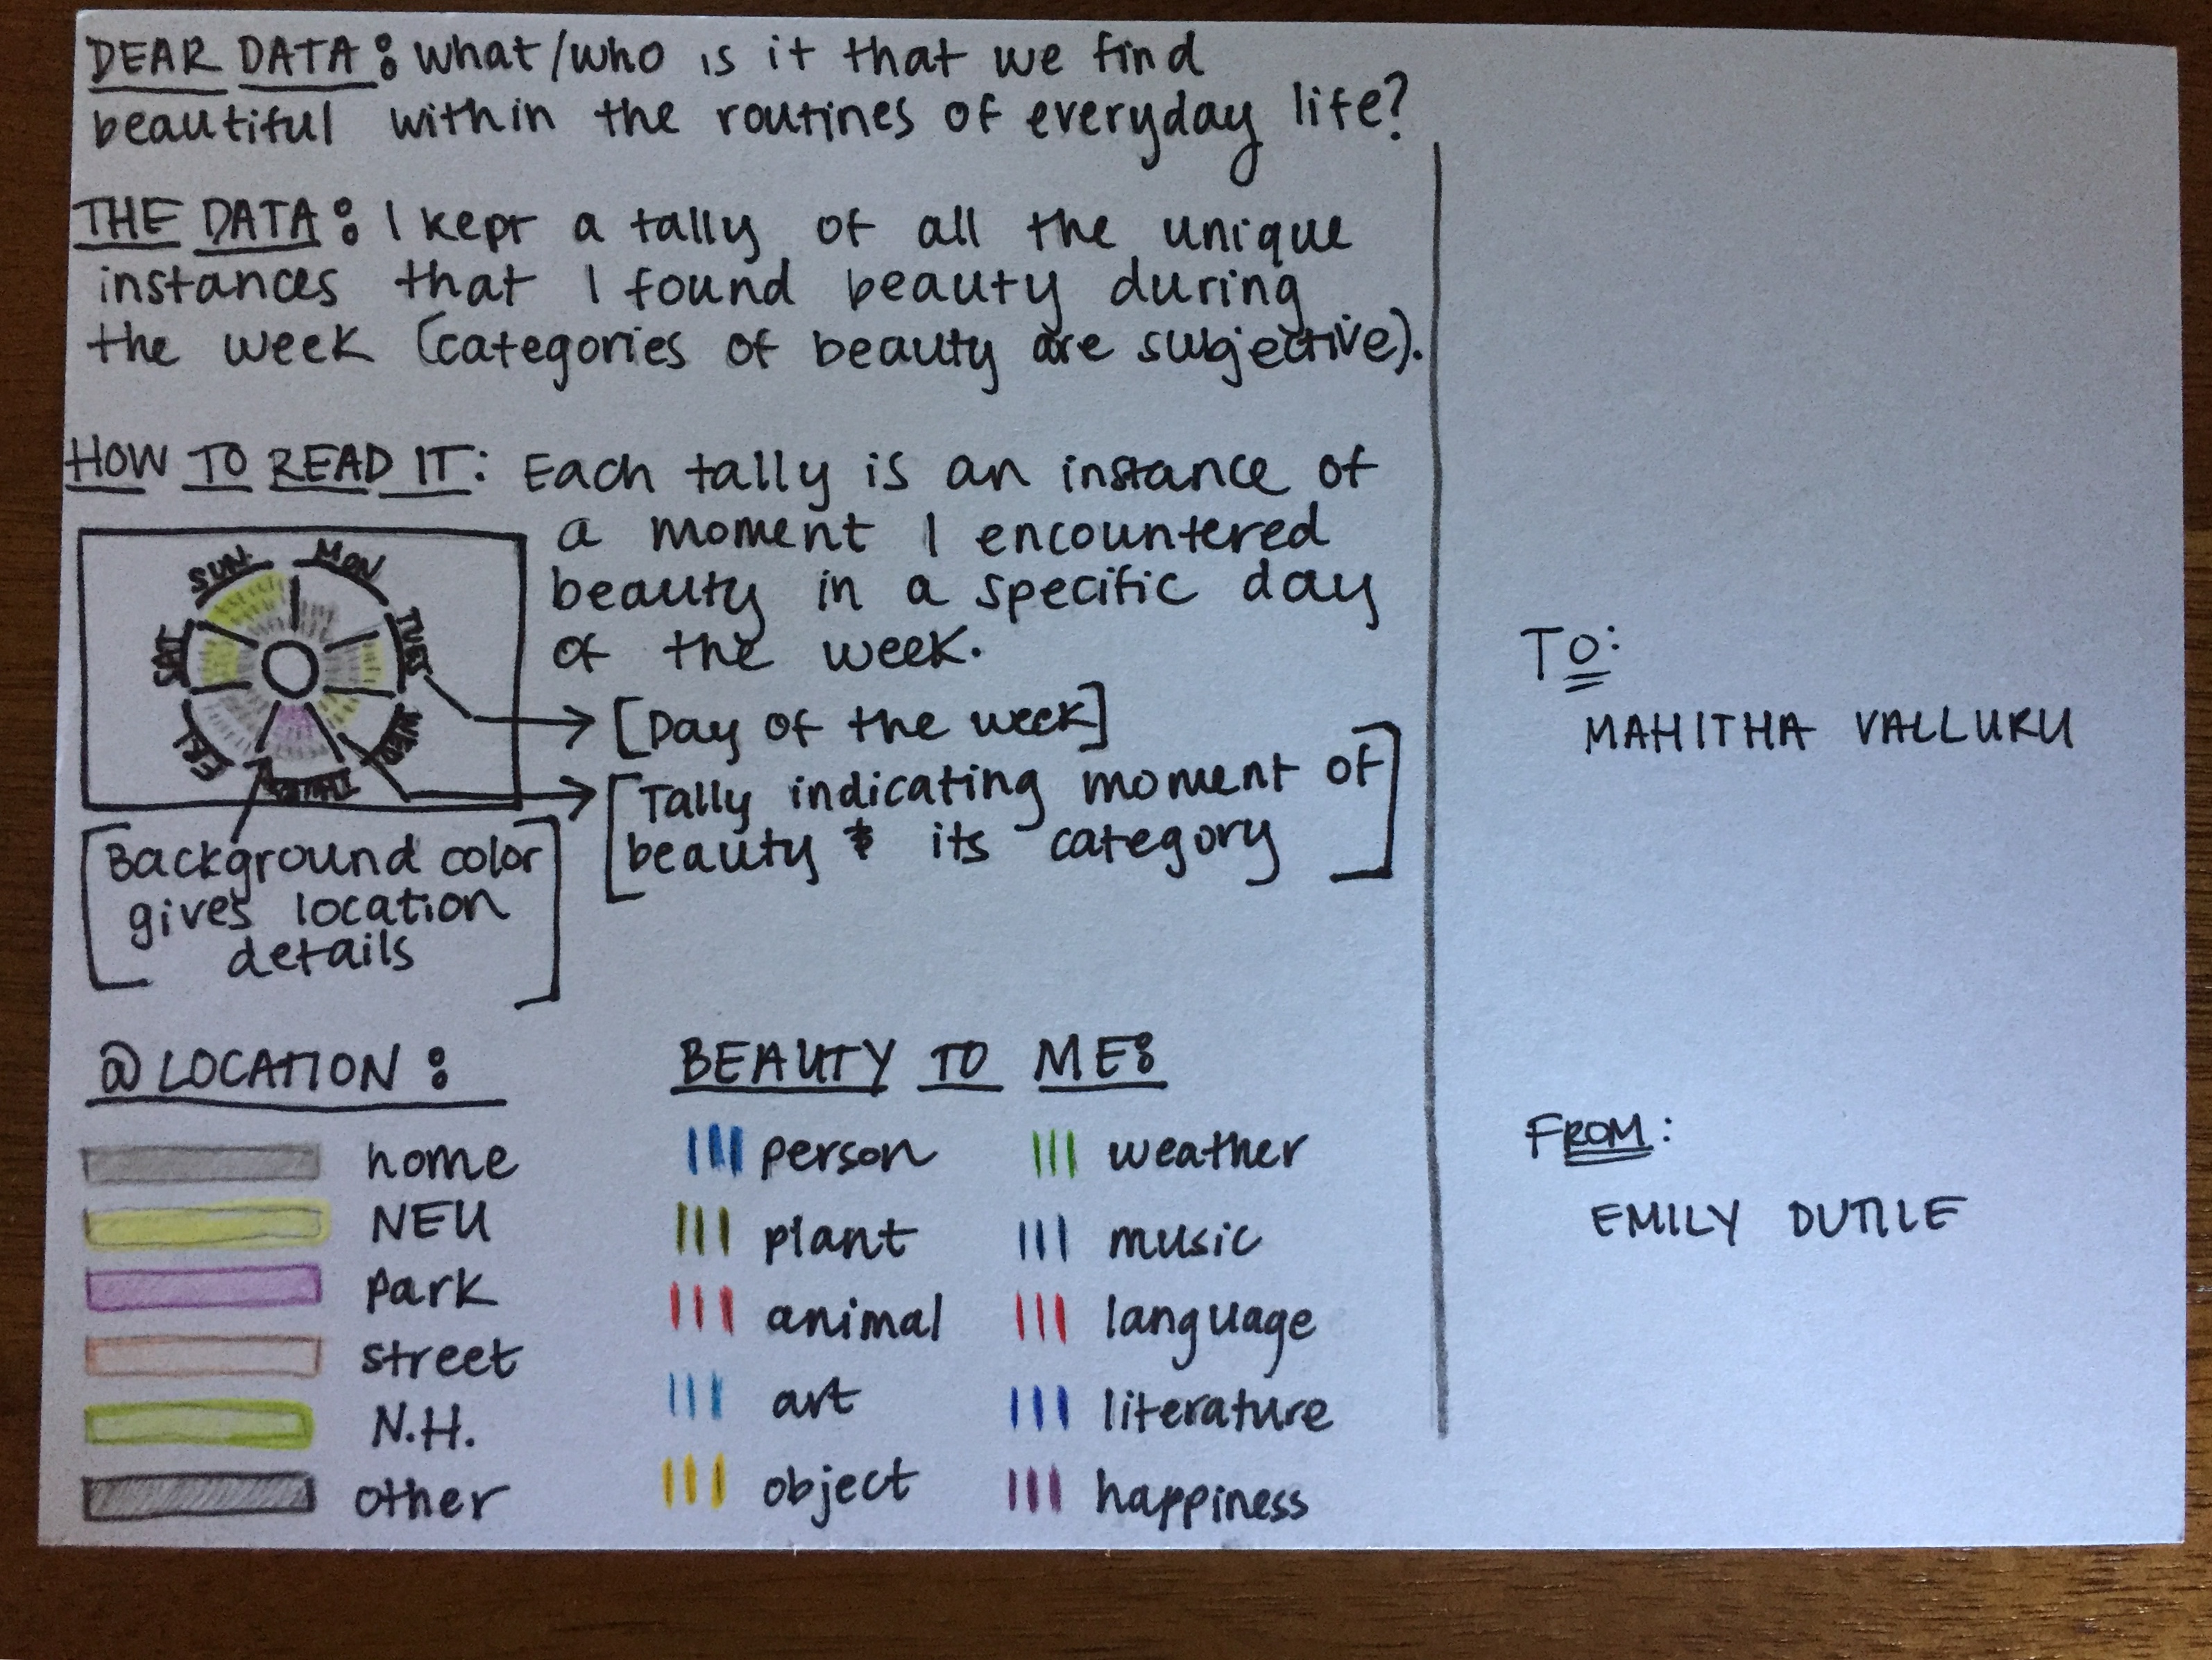 DEAR DATA: what/who is it that we find
beautiful within the routines of everyday life?
THE DATA: I kept a tally of all the unique
instances that I found beauty during
the week (categories of beauty are subjective).
HOW TO READ IT: Each tally is an instance of
a moment I encountered
beauty in a specific day
of the week.
SUN
MON
TUES
WED
THURS
FRI
SAT
[Day of the week]
[Tally indicating moment of
beauty & its category]
[Background color
gives location
details]
@ LOCATION:
home
NEU
park
street
N.H.
other
BEAUTY TO ME:
person
plant
animal
art
object
weather
music
language
literature
happiness
TO:
MAHITHA VALLURU
FROM:
EMILY DUTILE